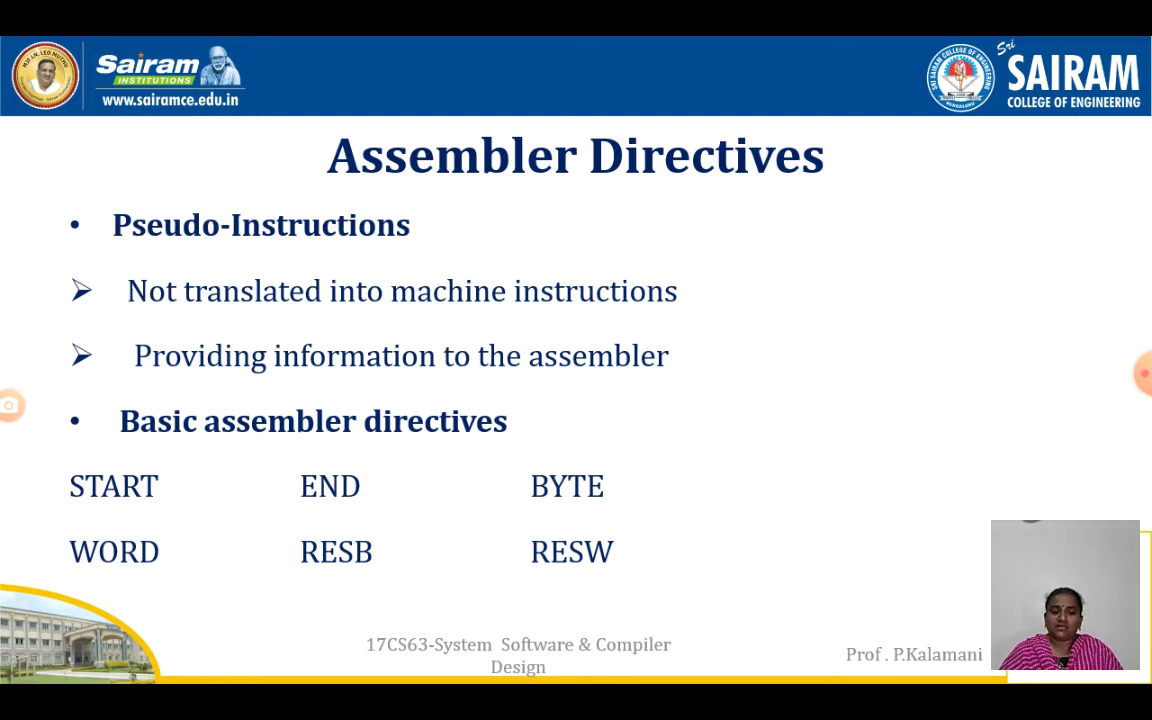 Sairam
INSTITUTIONS
www.sairamce.edu.in
Sri
SAIRAM
COLLEGE OF ENGINEERING
Assembler Directives
• Pseudo-Instructions
➢ Not translated into machine instructions
➢ Providing information to the assembler
• Basic assembler directives
START END BYTE
WORD RESB RESW
17CS63-System Software & Compiler
Design
Prof . P.Kalamani